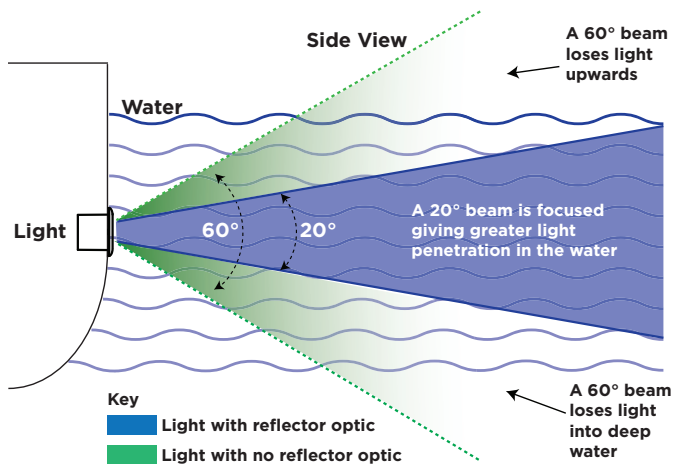 Side View
A 60° beam
loses light
upwards
Water
Light
60°
20°
A 20° beam is focused
giving greater light
penetration in the water
A 60° beam
loses light
into deep
water
Key
Light with reflector optic
Light with no reflector optic